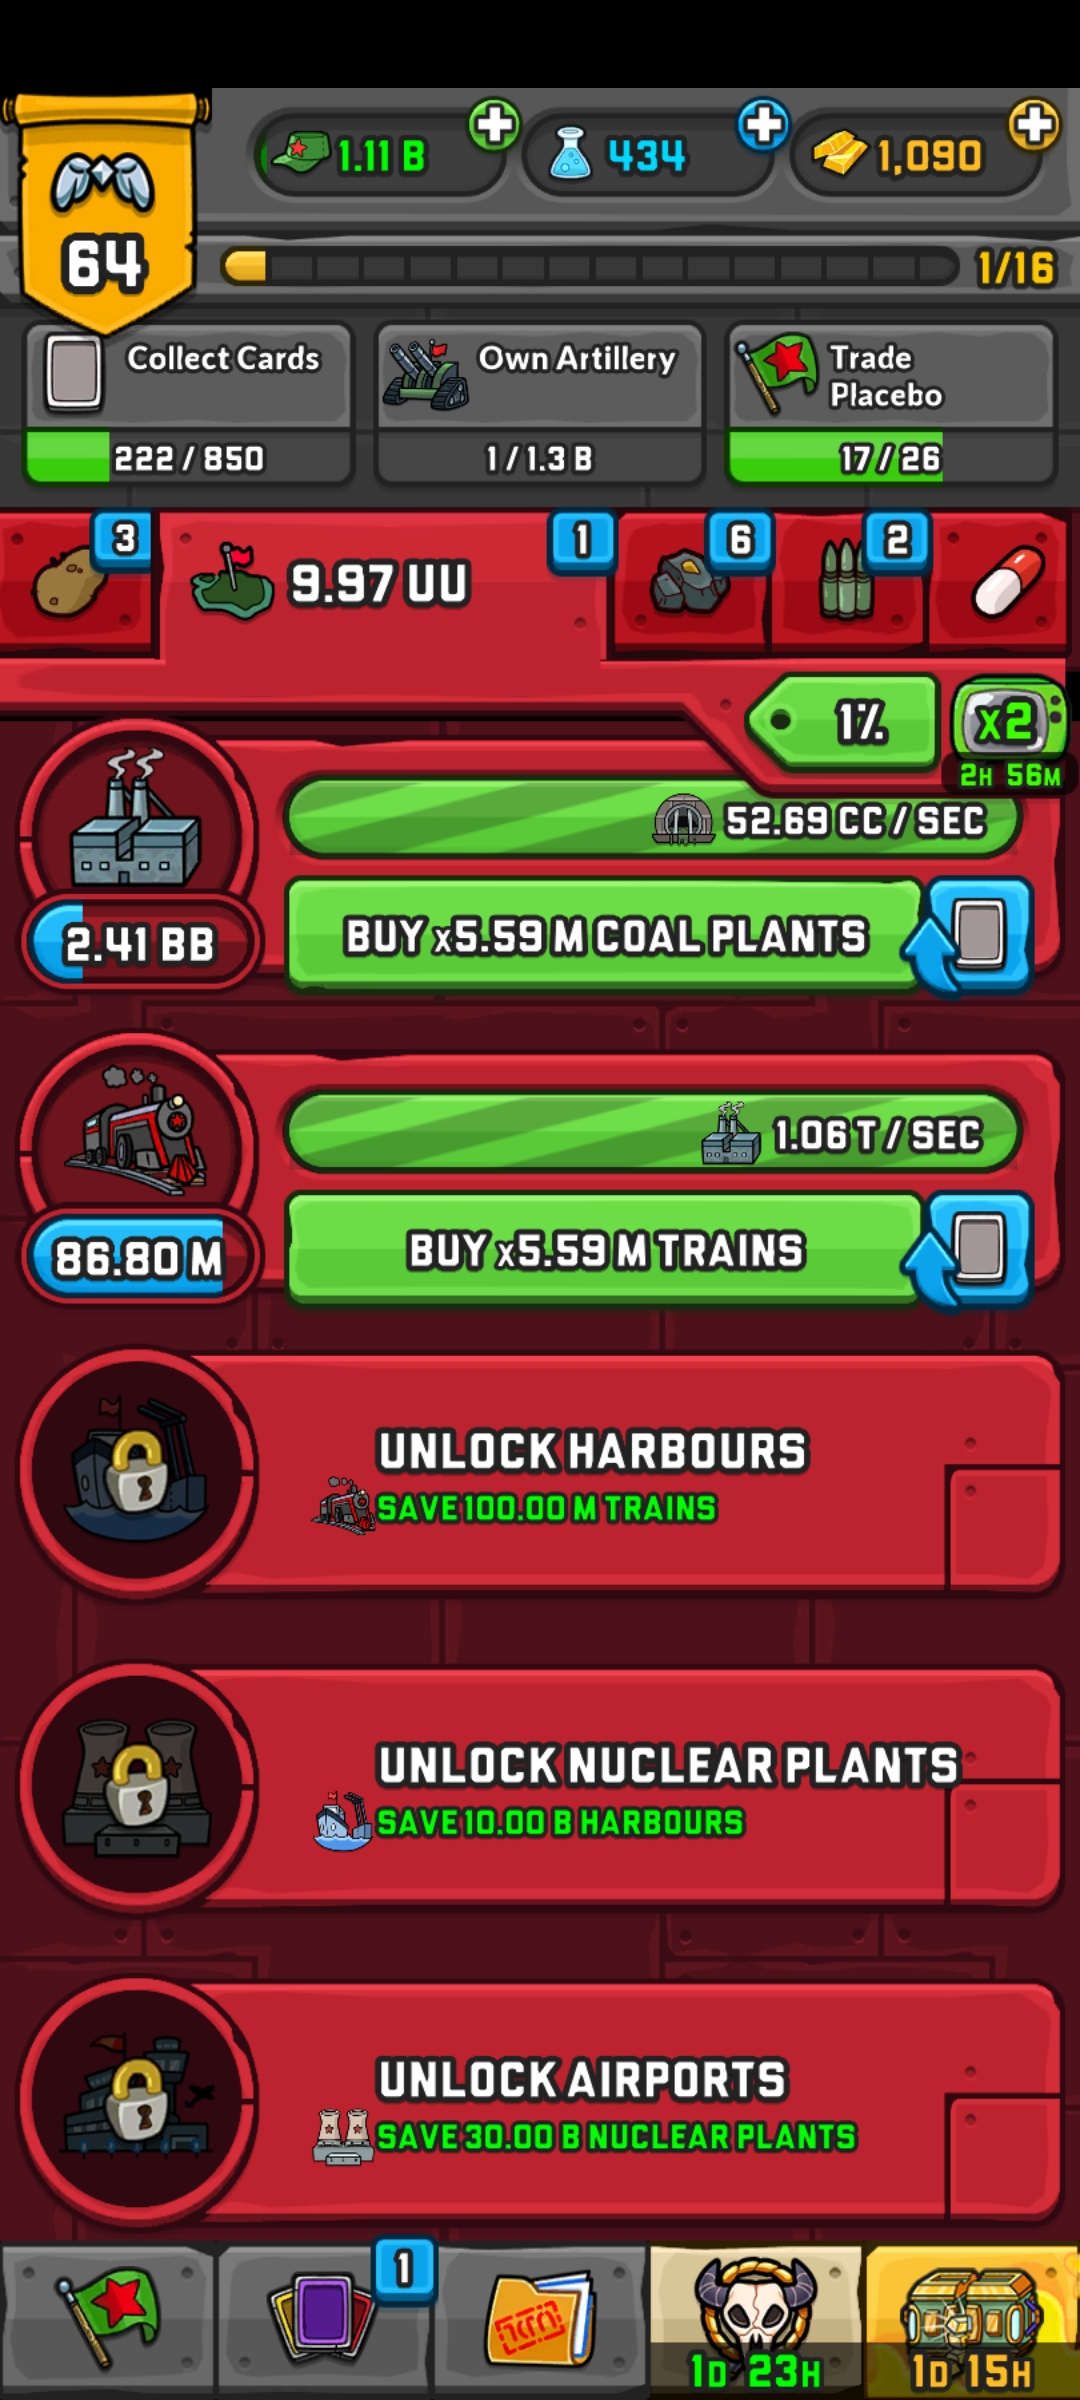 1.11 B
434
1,090
64
1/16
Collect Cards
222 / 850
Own Artillery
1 / 1.3 B
Trade
Placebo
17 / 26
3
9.97 UU
1
6
2
1%
x2
2H 56M
52.69 CC / SEC
2.41 BB
BUY x5.59 M COAL PLANTS
1.06 T / SEC
86.80 M
BUY x5.59 M TRAINS
UNLOCK HARBOURS
SAVE 100.00 M TRAINS
UNLOCK NUCLEAR PLANTS
SAVE 10.00 B HARBOURS
UNLOCK AIRPORTS
SAVE 30.00 B NUCLEAR PLANTS
1
1D 23H
1D 15H